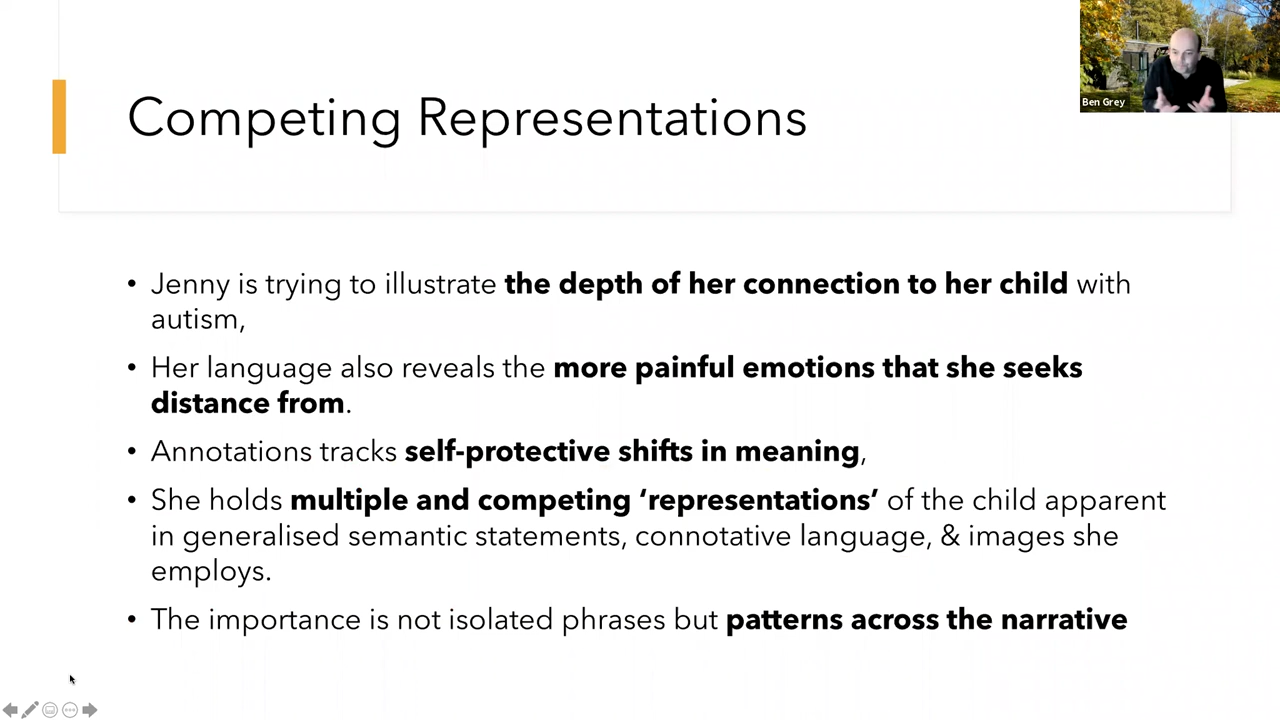 Ben Grey
Competing Representations
• Jenny is trying to illustrate the depth of her connection to her child with
autism,
• Her language also reveals the more painful emotions that she seeks
distance from.
• Annotations tracks self-protective shifts in meaning,
• She holds multiple and competing ‘representations’ of the child apparent
in generalised semantic statements, connotative language, & images she
employs.
• The importance is not isolated phrases but patterns across the narrative